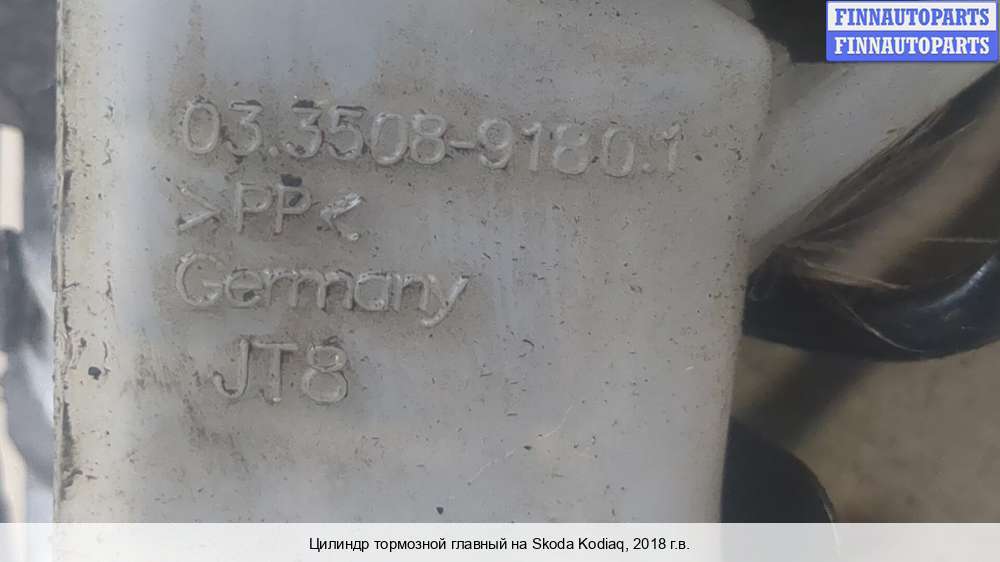 FINNAUTOPARTS
FINNAUTOPARTS
03.3508-9180.1
>PP<
Germany
JT8
Цилиндр тормозной главный на Skoda Kodiaq, 2018 г.в.